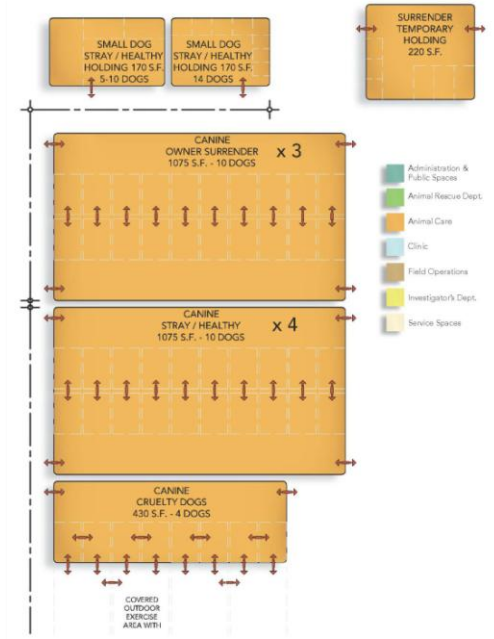 SMALL DOG
STRAY / HEALTHY
HOLDING 170 S.F.
5-10 DOGS
SMALL DOG
STRAY / HEALTHY
HOLDING 170 S.F.
14 DOGS
SURRENDER
TEMPORARY
HOLDING
220 S.F.
CANINE
OWNER SURRENDER
1075 S.F. - 10 DOGS
x 3
Administration &
Public Spaces
Animal Rescue Dept.
Animal Care
Clinic
Field Operations
Investigator's Dept.
Service Spaces
CANINE
STRAY / HEALTHY
1075 S.F. - 10 DOGS
x 4
CANINE
CRUELTY DOGS
430 S.F. - 4 DOGS
COVERED
OUTDOOR
EXERCISE
AREA WITH